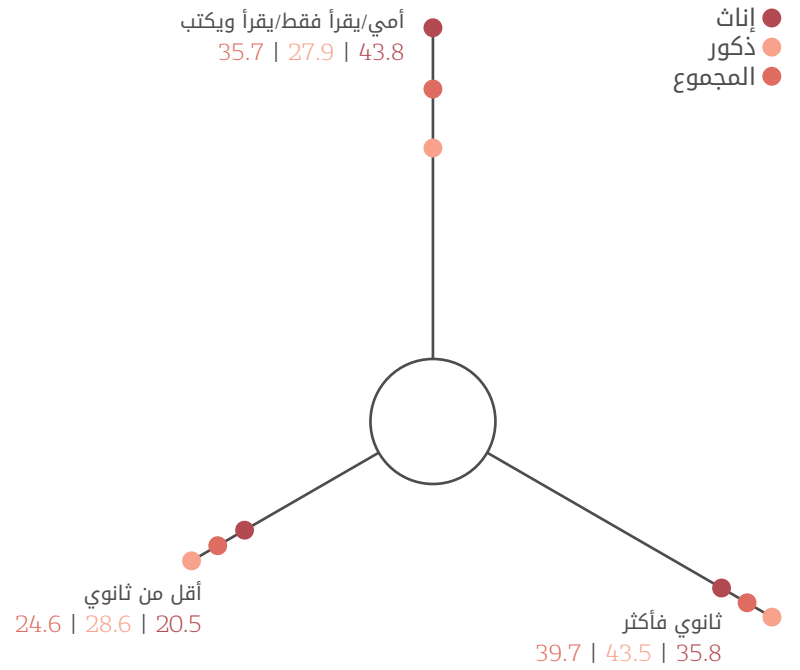 إناث
ذكور
المجموع
أمي/يقرأ فقط/يقرأ ويكتب
43.8 | 27.9 | 35.7
ثانوي فأكثر
35.8 | 43.5 | 39.7
أقل من ثانوي
20.5 | 28.6 | 24.6